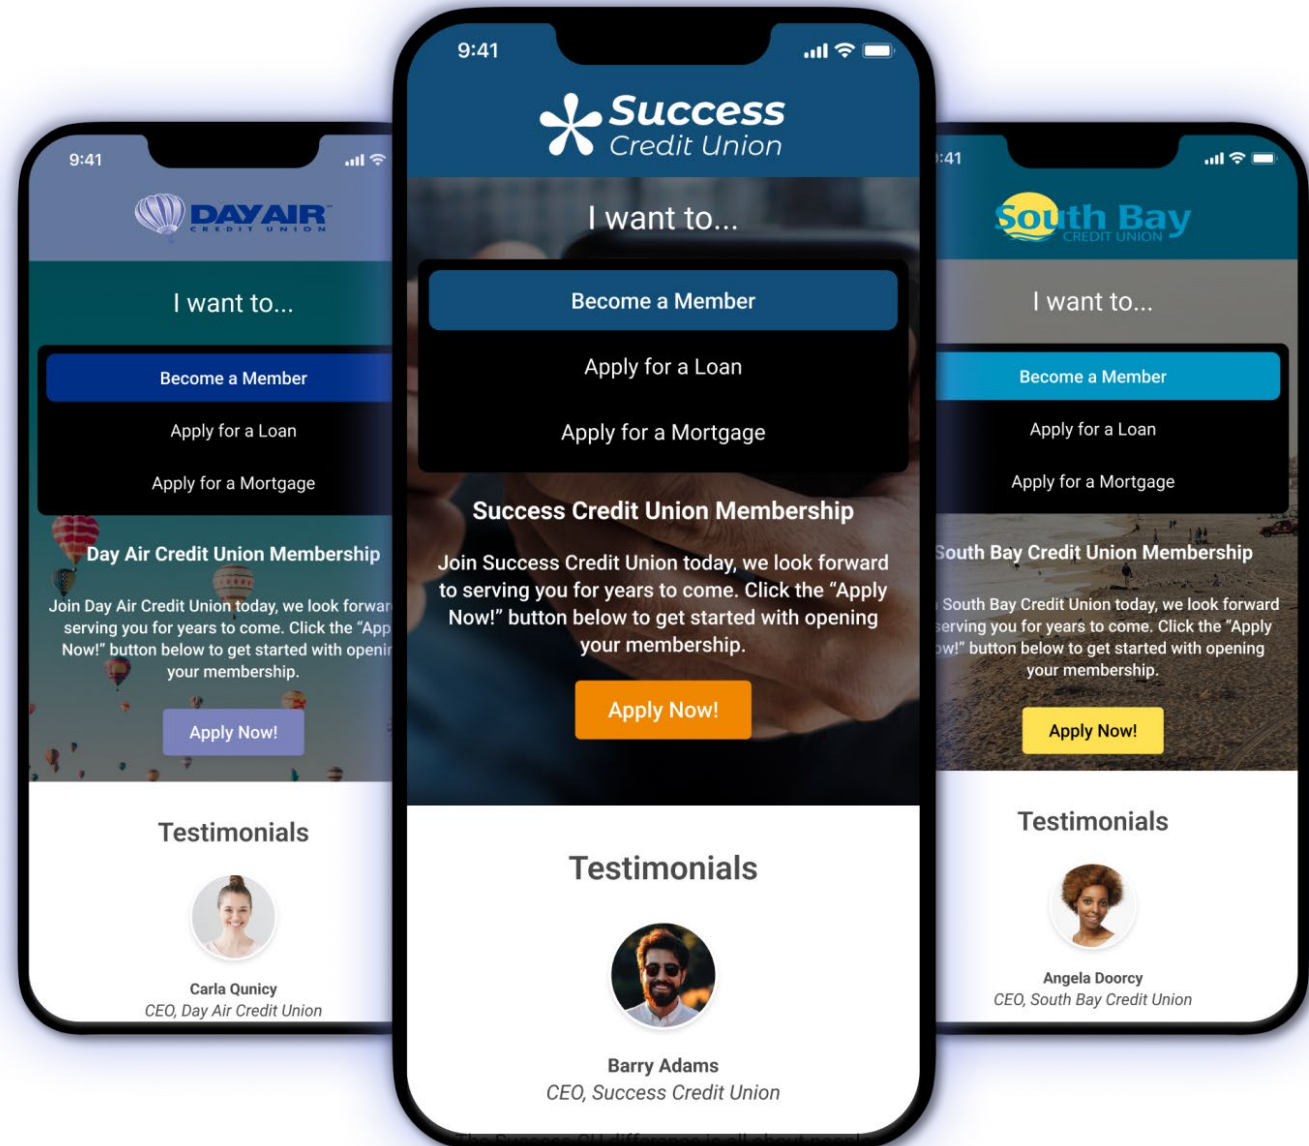 9:41
DAYAIR
CREDIT UNION
I want to...
Become a Member
Apply for a Loan
Apply for a Mortgage
Day Air Credit Union Membership
Join Day Air Credit Union today, we look
serving you for years to come. Click the
Now!” button below to get started with
your membership.
Apply Now!
Testimonials
Carla Qunicy
CEO, Day Air Credit Union
9:41
Success
Credit Union
I want to...
Become a Member
Apply for a Loan
Apply for a Mortgage
Success Credit Union Membership
Join Success Credit Union today, we look forward
to serving you for years to come. Click the “Apply
Now!” button below to get started with opening
your membership.
Apply Now!
Testimonials
Barry Adams
CEO, Success Credit Union
:41
South Bay
CREDIT UNION
I want to...
Become a Member
Apply for a Loan
Apply for a Mortgage
South Bay Credit Union Membership
South Bay Credit Union today, we look forward
serving you for years to come. Click the “Apply
button below to get started with opening
your membership.
Apply Now!
Testimonials
Angela Doorcy
CEO, South Bay Credit Union